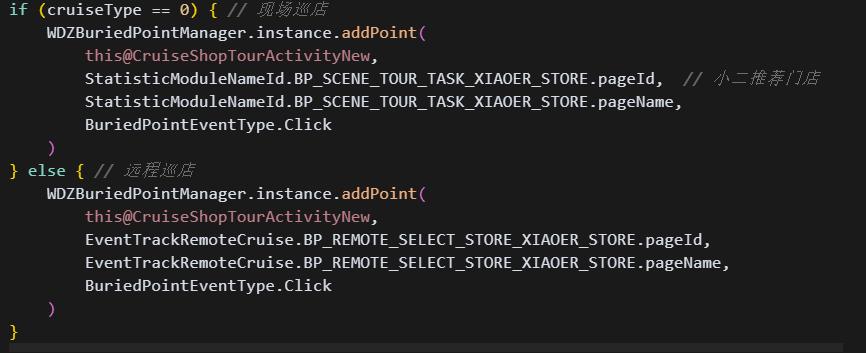 if (cruiseType == 0) { // 现场巡店
    WDZBuriedPointManager.instance.addPoint(
        this@CruiseShopTourActivityNew,
        StatisticModuleNameId.BP_SCENE_TOUR_TASK_XIAOER_STORE.pageId,  // 小二推荐门店
        StatisticModuleNameId.BP_SCENE_TOUR_TASK_XIAOER_STORE.pageName,
        BuriedPointEventType.Click
    )
} else { // 远程巡店
    WDZBuriedPointManager.instance.addPoint(
        this@CruiseShopTourActivityNew,
        EventTrackRemoteCruise.BP_REMOTE_SELECT_STORE_XIAOER_STORE.pageId,
        EventTrackRemoteCruise.BP_REMOTE_SELECT_STORE_XIAOER_STORE.pageName,
        BuriedPointEventType.Click
    )
}